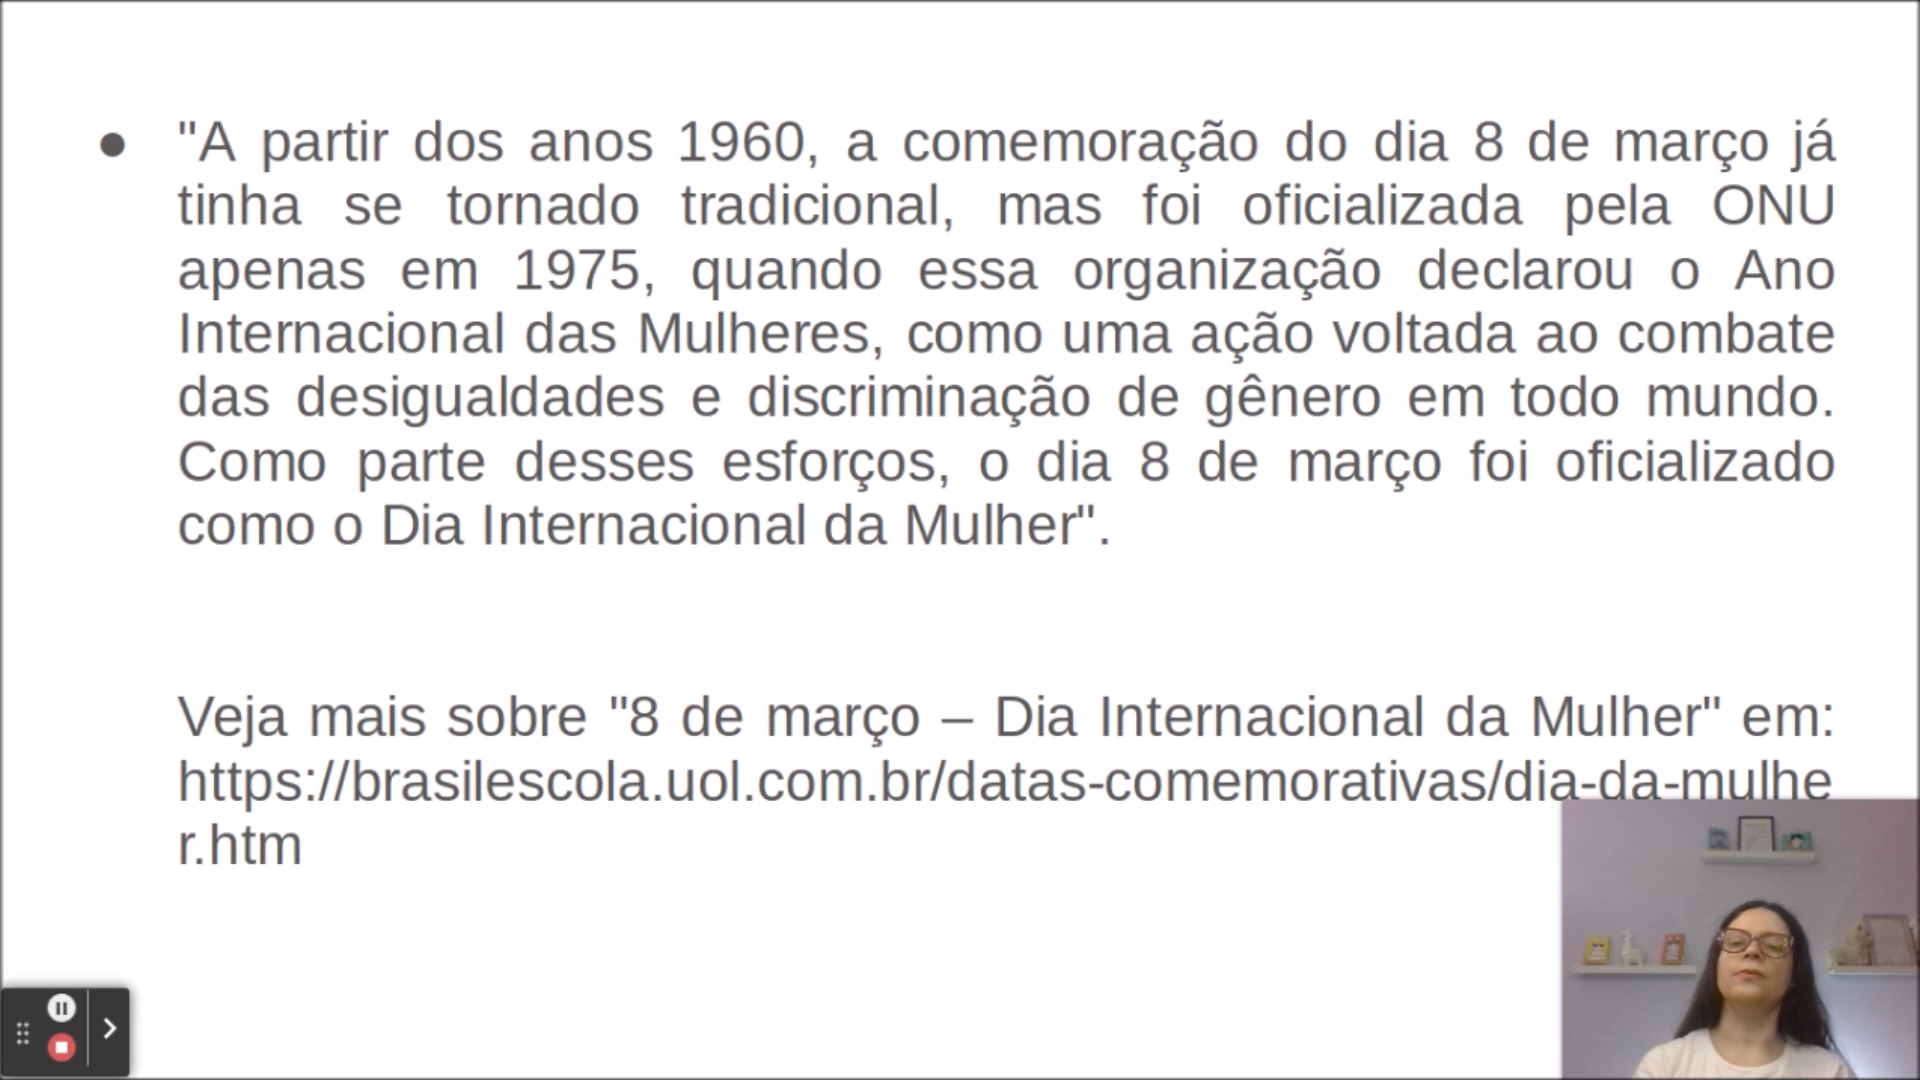 ● "A partir dos anos 1960, a comemoração do dia 8 de março já
tinha se tornado tradicional, mas foi oficializada pela ONU
apenas em 1975, quando essa organização declarou o Ano
Internacional das Mulheres, como uma ação voltada ao combate
das desigualdades e discriminação de gênero em todo mundo.
Como parte desses esforços, o dia 8 de março foi oficializado
como o Dia Internacional da Mulher".
Veja mais sobre "8 de março – Dia Internacional da Mulher" em:
https://brasilescola.uol.com.br/datas-comemorativas/dia-da-mulhe
r.htm